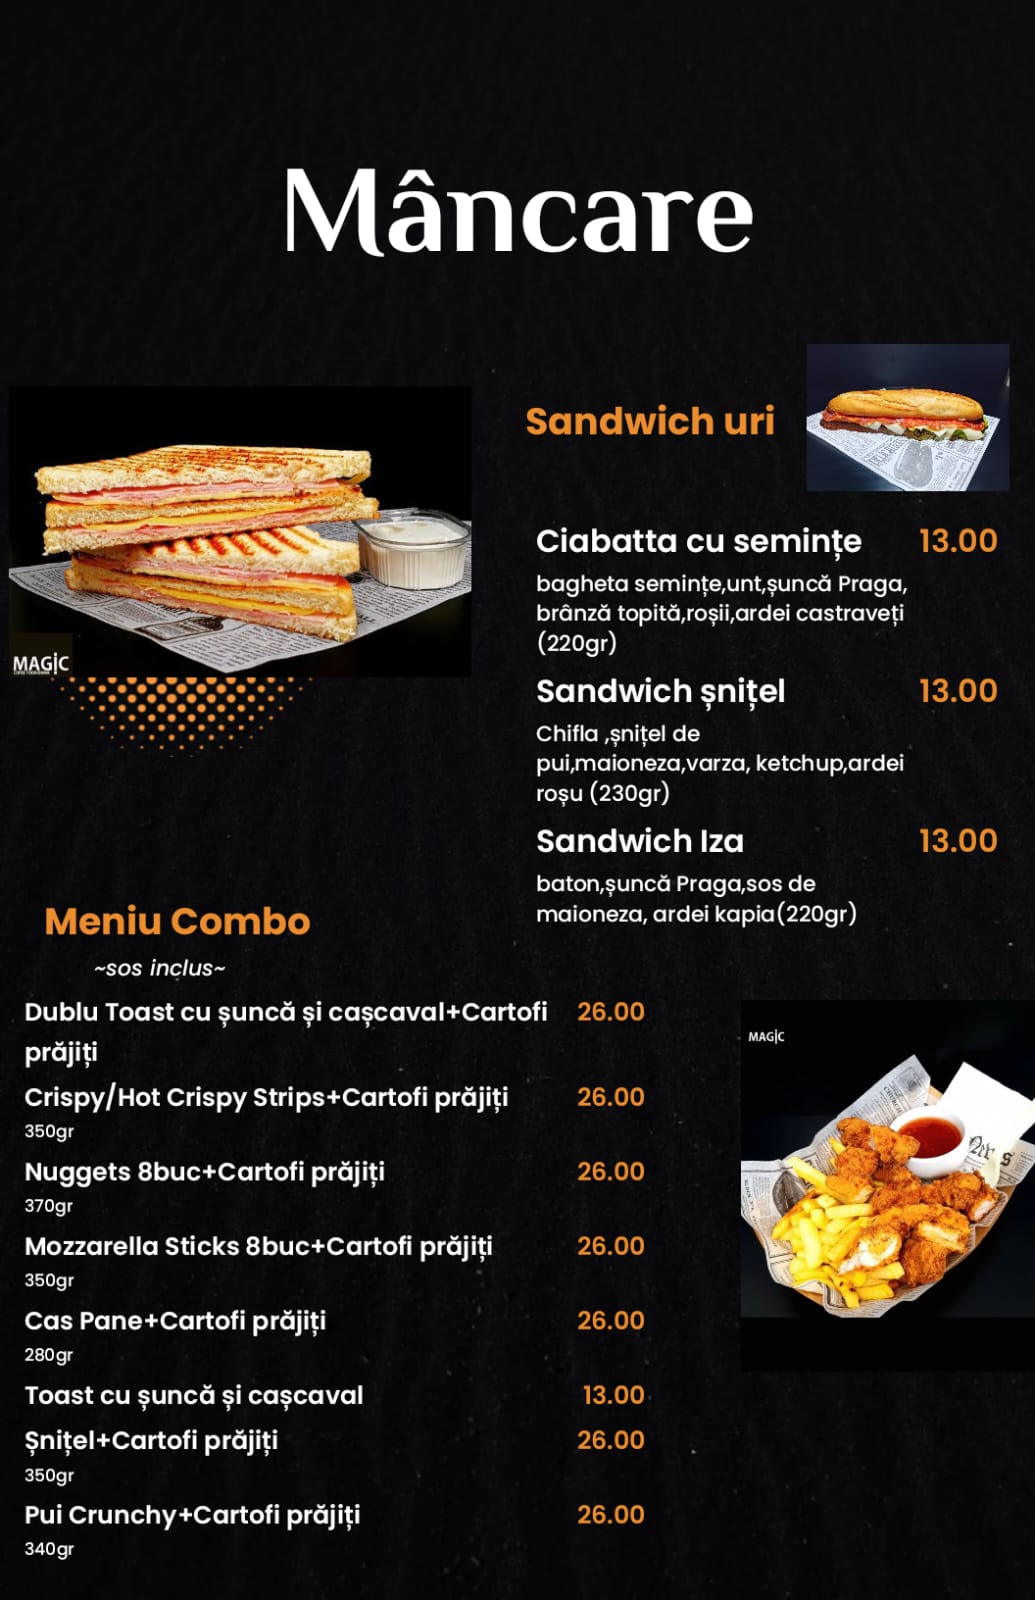 Mâncare
Sandwich uri
Ciabatta cu semințe 13.00
bagheta semințe,unt,șuncă Praga,
brânză topită,roșii,ardei castraveți
(220gr)
Sandwich șnițel 13.00
Chifla ,șnițel de
pui,maioneza,varza, ketchup,ardei
roșu (230gr)
Sandwich Iza 13.00
baton,șuncă Praga,sos de
maioneza, ardei kapia(220gr)
MAGIC
Meniu Combo
~sos inclus~
Dublu Toast cu șuncă și cașcaval+Cartofi 26.00
prăjiți
Crispy/Hot Crispy Strips+Cartofi prăjiți 26.00
350gr
Nuggets 8buc+Cartofi prăjiți 26.00
370gr
Mozzarella Sticks 8buc+Cartofi prăjiți 26.00
350gr
Cas Pane+Cartofi prăjiți 26.00
280gr
Toast cu șuncă și cașcaval 13.00
Șnițel+Cartofi prăjiți 26.00
350gr
Pui Crunchy+Cartofi prăjiți 26.00
340gr
MAGIC